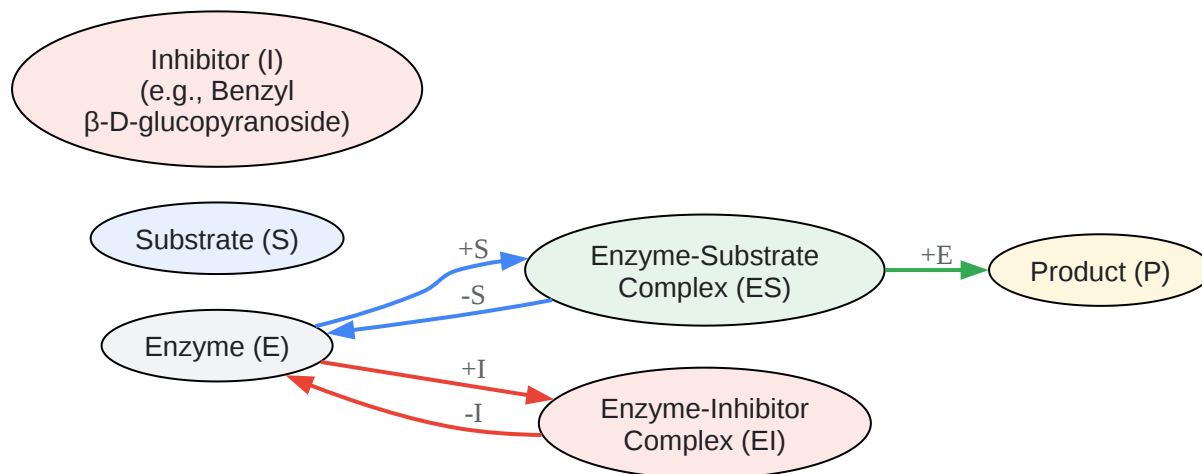 Inhibitor (I)
(e.g., Benzyl
β-D-glucopyranoside)
Substrate (S)
+S
Enzyme-Substrate
Complex (ES)
+E
Product (P)
-S
Enzyme (E)
+I
-I
Enzyme-Inhibitor
Complex (EI)